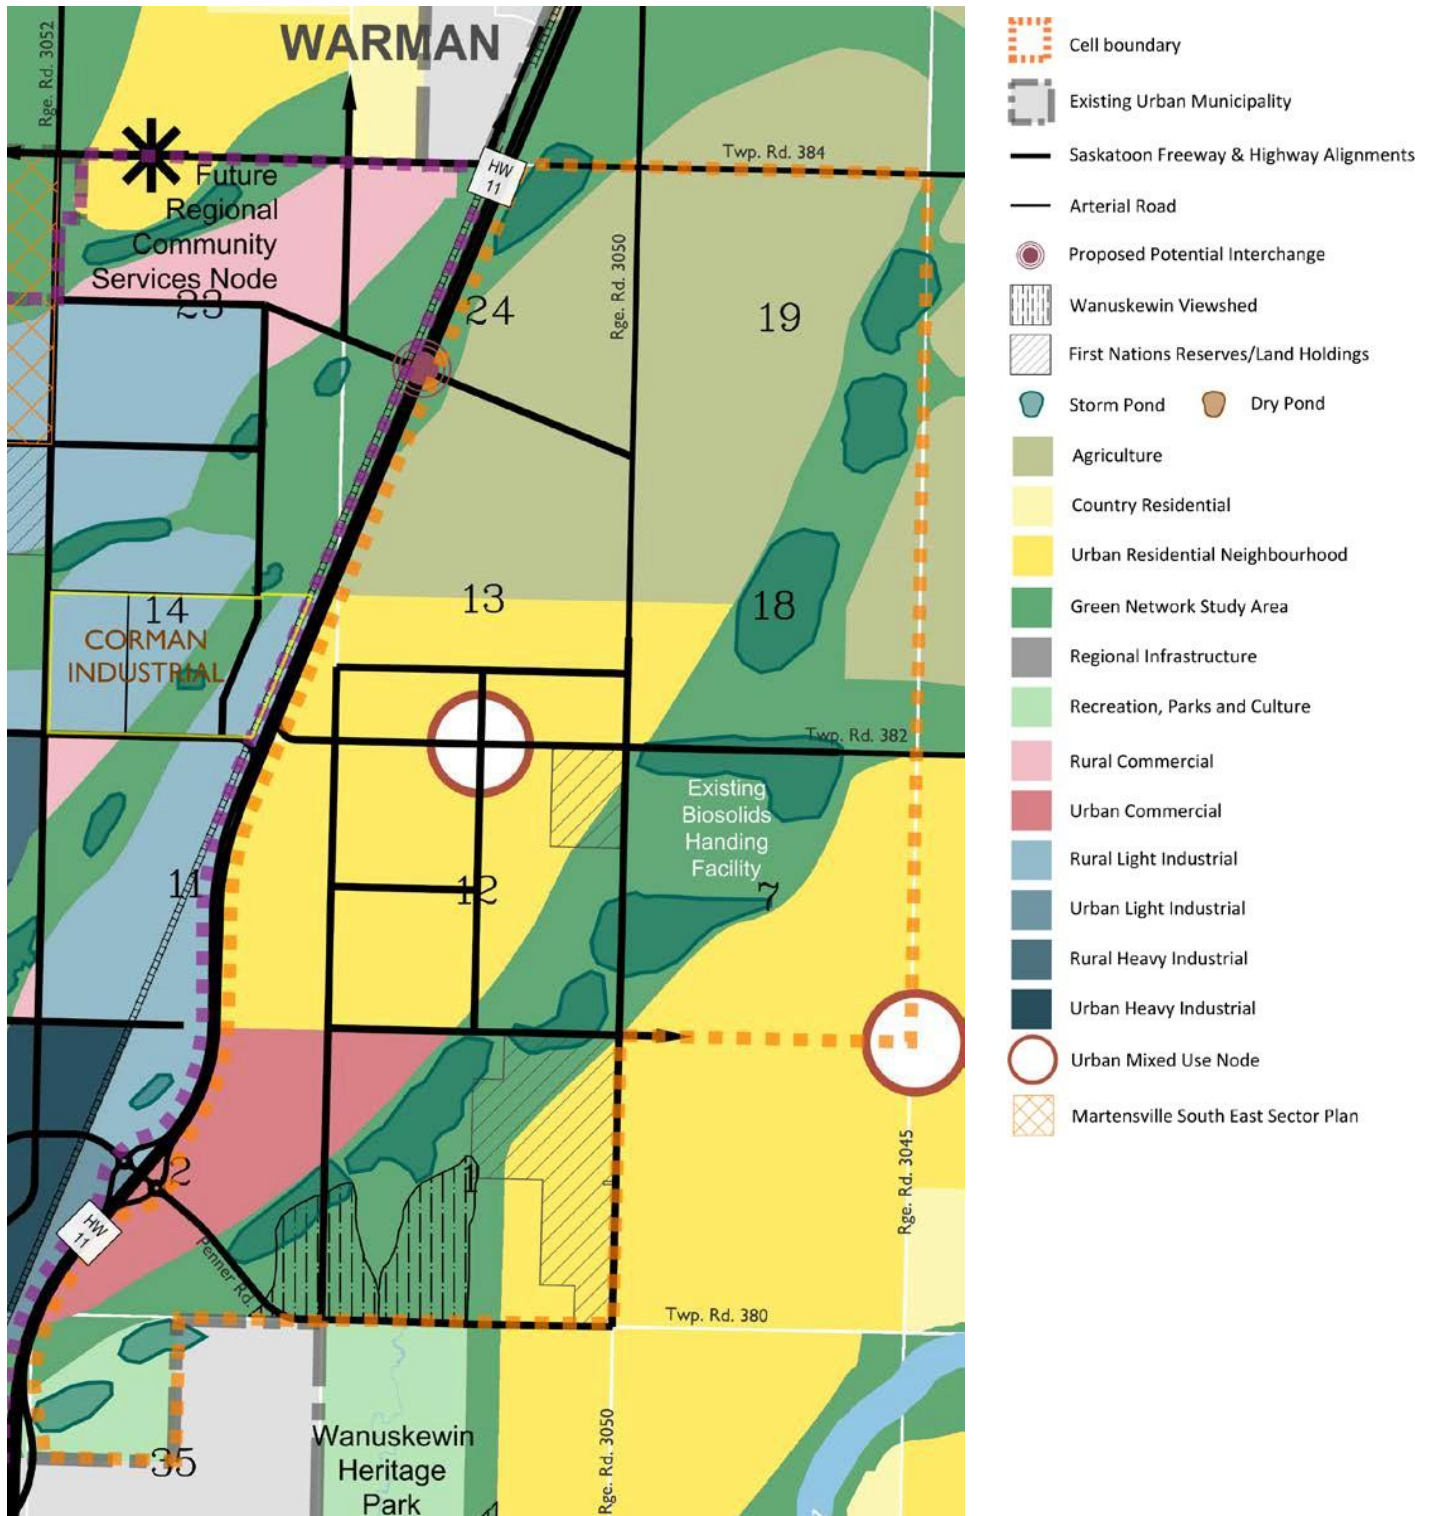 WARMAN
Rge. Rd. 3052
Twp. Rd. 384
HW
11
Future
Regional
Community
Services Node
23
24
19
Rge. Rd. 3050
14
CORMAN
INDUSTRIAL
13
18
Twp. Rd. 382
Existing
Biosolids
Handing
Facility
11
12
7
2
1
HW
11
Penner Rd.
Rge. Rd. 3045
Twp. Rd. 380
35
Wanuskewin
Heritage
Park
Rge. Rd. 3050
Cell boundary
Existing Urban Municipality
Saskatoon Freeway & Highway Alignments
Arterial Road
Proposed Potential Interchange
Wanuskewin Viewshed
First Nations Reserves/Land Holdings
Storm Pond
Dry Pond
Agriculture
Country Residential
Urban Residential Neighbourhood
Green Network Study Area
Regional Infrastructure
Recreation, Parks and Culture
Rural Commercial
Urban Commercial
Rural Light Industrial
Urban Light Industrial
Rural Heavy Industrial
Urban Heavy Industrial
Urban Mixed Use Node
Martensville South East Sector Plan